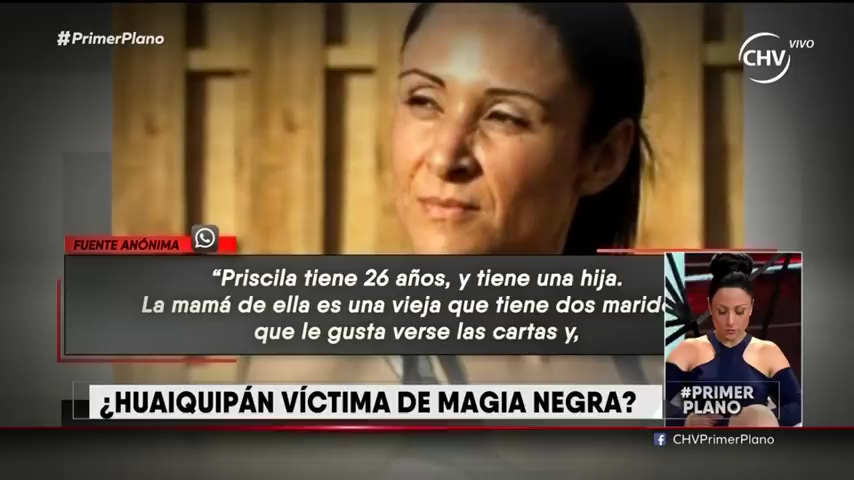 #PrimerPlano
CHV VIVO
FUENTE ANÓNIMA
“Priscila tiene 26 años, y tiene una hija.
La mamá de ella es una vieja que tiene dos marid
que le gusta verse las cartas y,
¿HUAIQUIPÁN VÍCTIMA DE MAGIA NEGRA?
#PRIMER
PLANO
CHVPrimerPlano